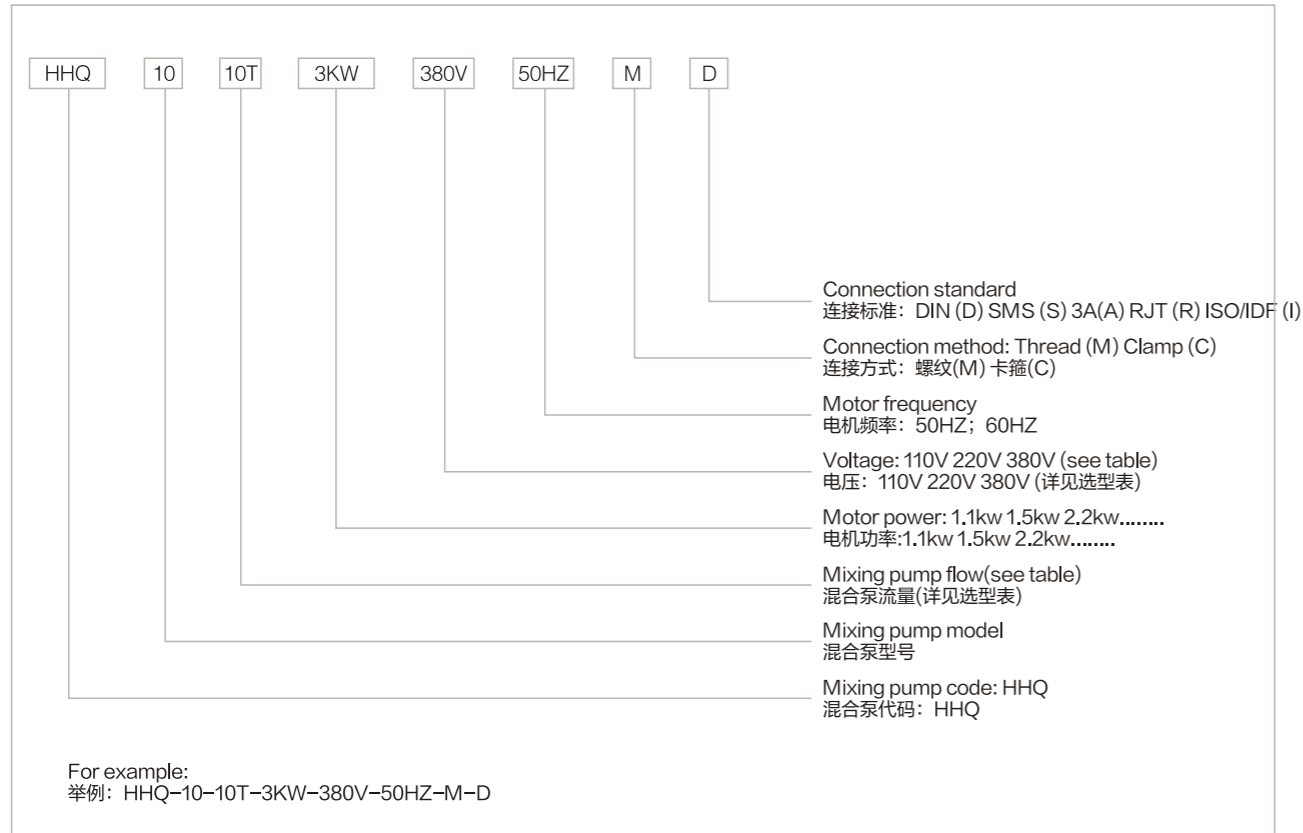 HHQ 10 10T 3KW 380V 50HZ M D
Connection standard
连接标准：DIN (D) SMS (S) 3A(A) RJT (R) ISO/IDF (I)
Connection method: Thread (M) Clamp (C)
连接方式：螺纹(M) 卡箍(C)
Motor frequency
电机频率：50HZ；60HZ
Voltage: 110V 220V 380V (see table)
电压：110V 220V 380V (详见选型表)
Motor power: 1.1kw 1.5kw 2.2kw........
电机功率:1.1kw 1.5kw 2.2kw........
Mixing pump flow(see table)
混合泵流量(详见选型表)
Mixing pump model
混合泵型号
Mixing pump code: HHQ
混合泵代码：HHQ
For example:
举例：HHQ-10-10T-3KW-380V-50HZ-M-D